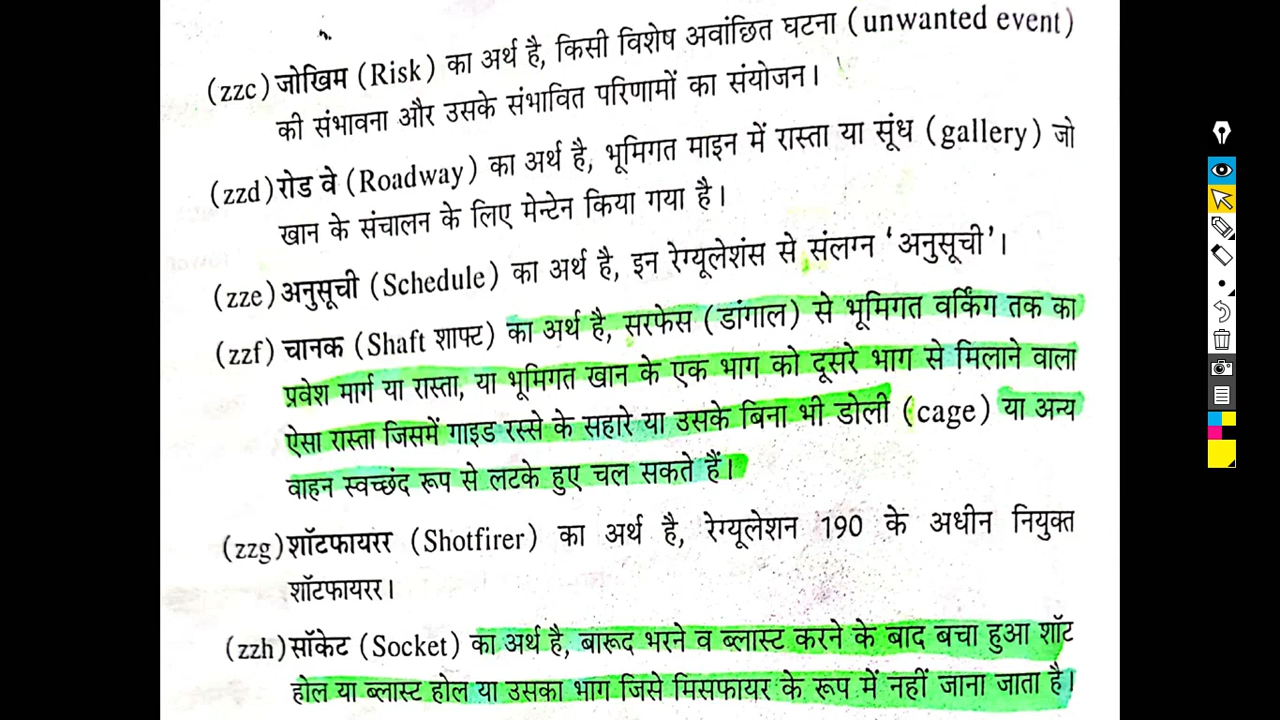 (zzc) जोखिम (Risk) का अर्थ है, किसी विशेष अवांछित घटना (unwanted event)
की संभावना और उसके संभावित परिणामों का संयोजन।
(zzd) रोड वे (Roadway) का अर्थ है, भूमिगत माइन में रास्ता या सूंध (gallery) जो
खान के संचालन के लिए मेन्टेन किया गया है।
(zze) अनुसूची (Schedule) का अर्थ है, इन रेग्यूलेशंस से संलग्न ‘अनुसूची’।
(zzf) चानक (Shaft शाफ्ट) का अर्थ है, सरफेस (डांगाल) से भूमिगत वर्किंग तक का
प्रवेश मार्ग या रास्ता, या भूमिगत खान के एक भाग को दूसरे भाग से मिलाने वाला
ऐसा रास्ता जिसमें गाइड रस्से के सहारे या उसके बिना भी डोली (cage) या अन्य
वाहन स्वच्छंद रूप से लटके हुए चल सकते हैं।
(zzg) शॉटफायरर (Shotfirer) का अर्थ है, रेग्यूलेशन 190 के अधीन नियुक्त
शॉटफायरर।
(zzh) सॉकेट (Socket) का अर्थ है, बारूद भरने व ब्लास्ट करने के बाद बचा हुआ शॉट
होल या ब्लास्ट होल या उसका भाग जिसे मिसफायर के रूप में नहीं जाना जाता है।